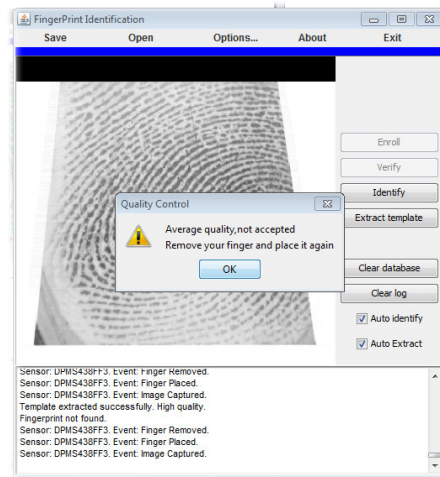 FingerPrint Identification
Save Open Options... About Exit
Enroll
Verify
Identify
Extract template
Quality Control
Average quality,not accepted
Remove your finger and place it again
OK
Clear database
Clear log
Auto identify
Auto Extract
Sensor: DPMS438FF3. Event: Finger Removed.
Sensor: DPMS438FF3. Event: Finger Placed.
Sensor: DPMS438FF3. Event: Image Captured.
Template extracted successfully. High quality.
Fingerprint not found.
Sensor: DPMS438FF3. Event: Finger Removed.
Sensor: DPMS438FF3. Event: Finger Placed.
Sensor: DPMS438FF3. Event: Image Captured.